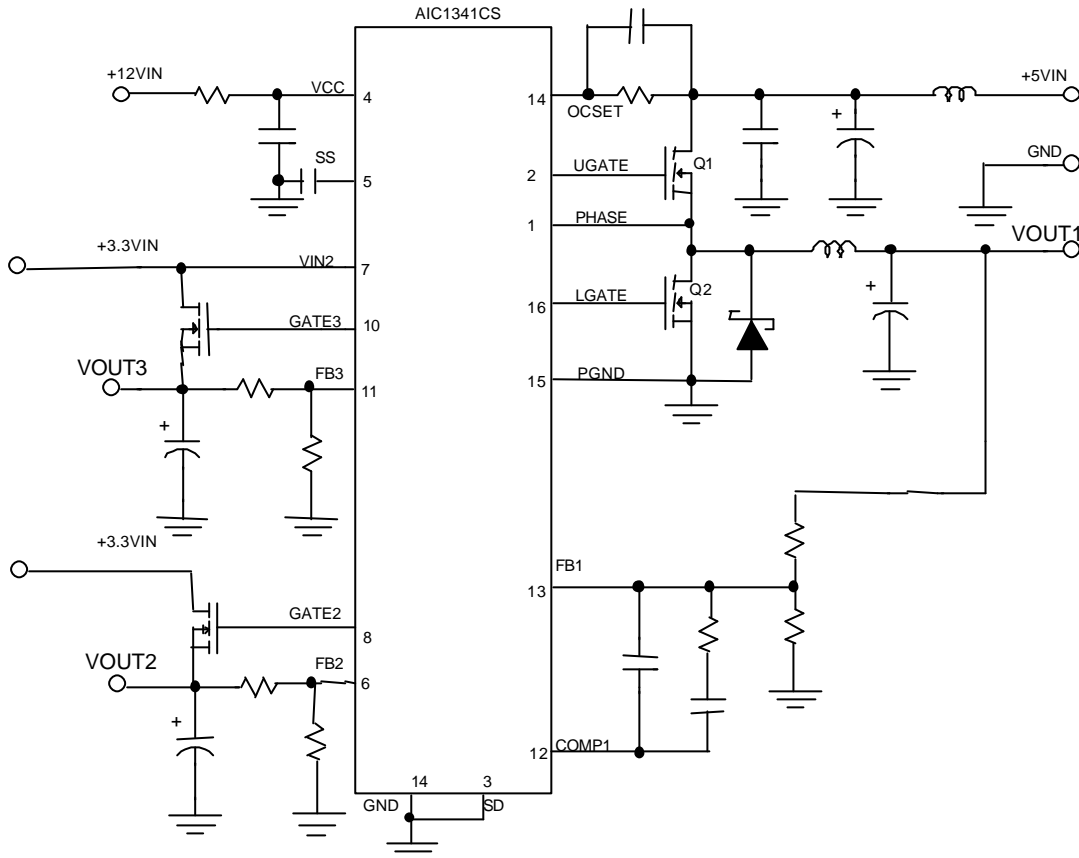 AIC1341CS
+12VIN
VCC
4
14
OCSET
+5VIN
SS
5
+
GND
UGATE
2
Q1
PHASE
1
VOUT1
+3.3VIN
VIN2
7
LGATE
16
Q2
+
GATE3
10
VOUT3
FB3
11
PGND
15
+
+3.3VIN
FB1
13
GATE2
8
VOUT2
FB2
6
+
COMP1
12
14
3
GND
SD